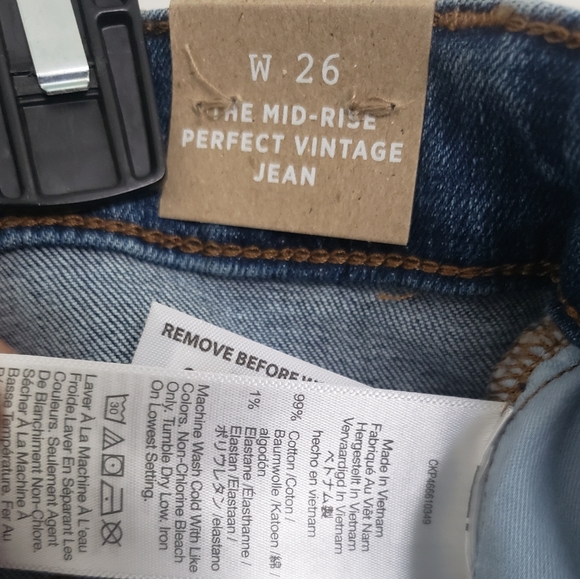 W 26
THE MID-RISE
PERFECT VINTAGE
JEAN
REMOVE BEFORE
CKP465610349
Made In Vietnam
Fabriqué Au Viêt Nam
Hergestellt In Vietnam
Vervaardigd In Vietnam
ベトナム製
hecho en vietnam
99% Cotton /Coton /
Baumwolle /Katoen / 綿 /
algodón
1% Elastane /Élasthanne /
Elastan /Elastaan /
ポリウレタン / elastano
Machine Wash Cold With Like
Colors. Non-Chlorine Bleach
Only. Tumble Dry Low. Iron
On Lowest Setting.
30
Laver À La Machine À L'eau
Froide.Laver En Séparant Les
Couleurs. Seulement Agent
De Blanchiment Non-Chlore.
Sécher À La Machine À
Basse Température. Fer Au